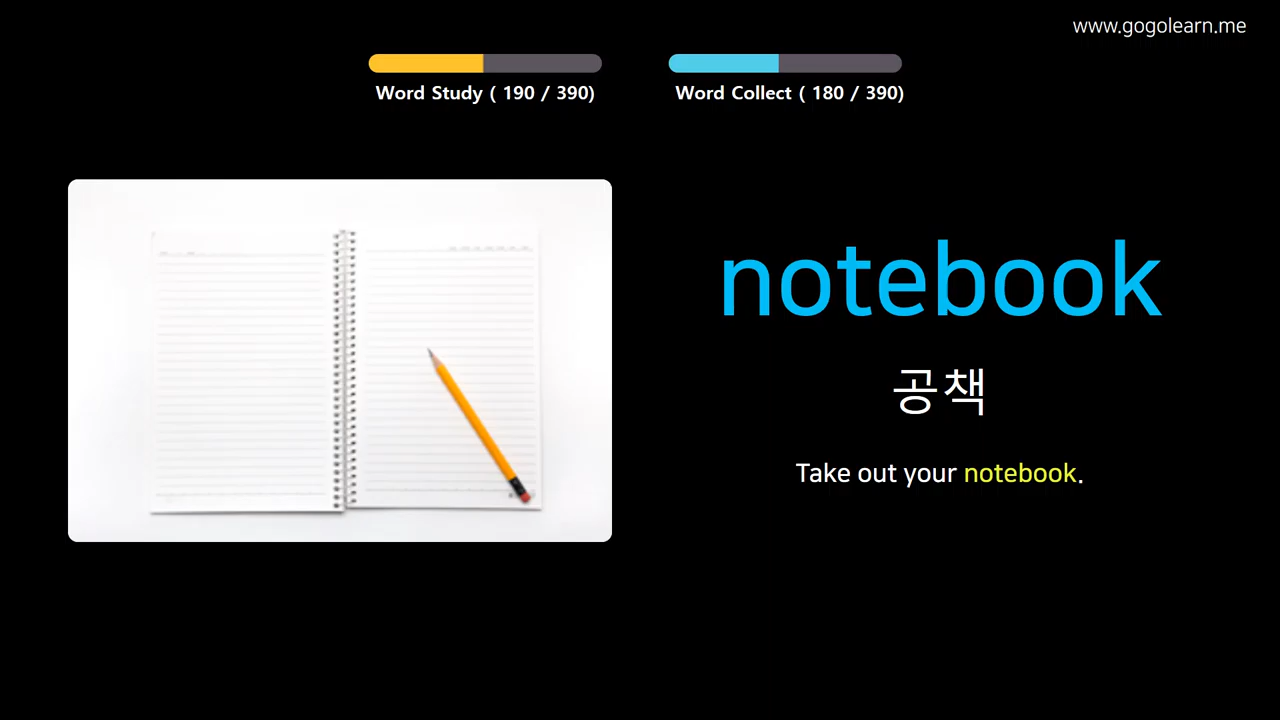 www.gogolearn.me
Word Study ( 190 / 390)
Word Collect ( 180 / 390)
notebook
공책
Take out your notebook.